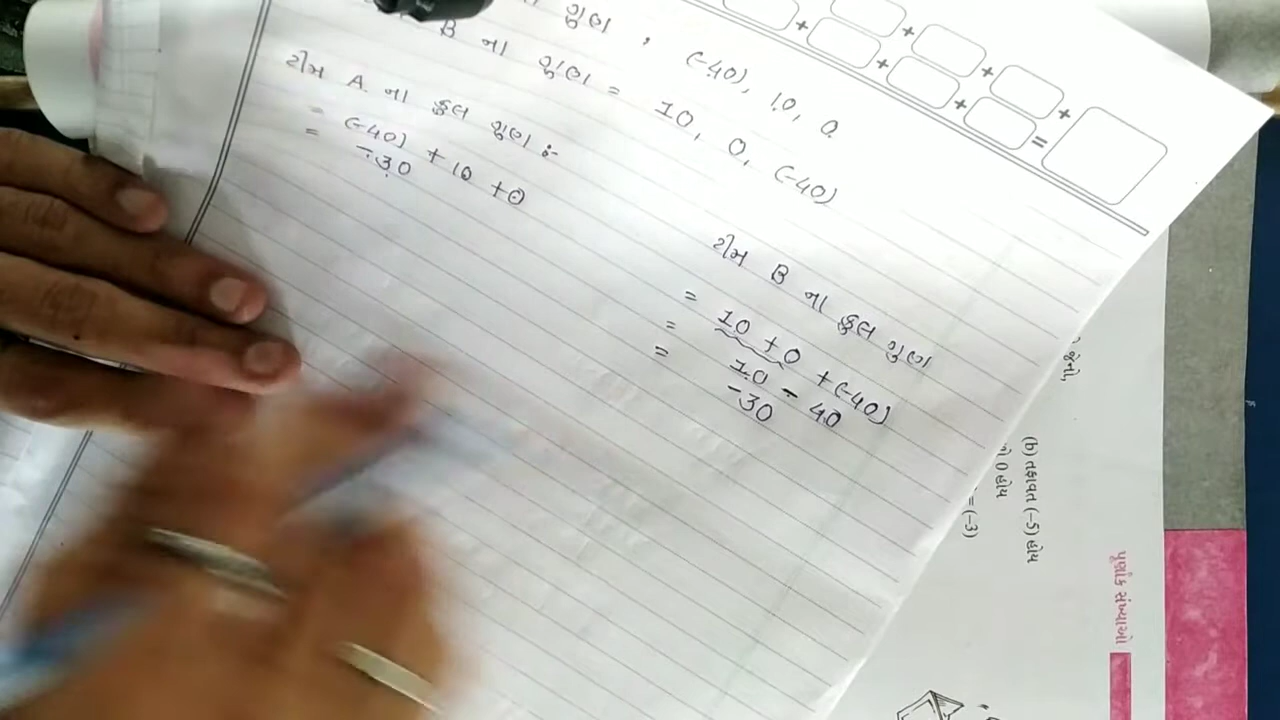 ગુણ , (-40), 10, 0
B ના ગુણ = 10, 0, (-40)
ટીમ A ના કુલ ગુણ :-
= (-40) + 10 + 0
= -30
ટીમ B ના કુલ ગુણ
= 10 + 0 + (-40)
= 10 - 40
= -30
+ + +
+ + + =
(b) તફાવત (-5) હોય
0 હોય
= (-3)
પૂર્ણાંક સંખ્યાઓ